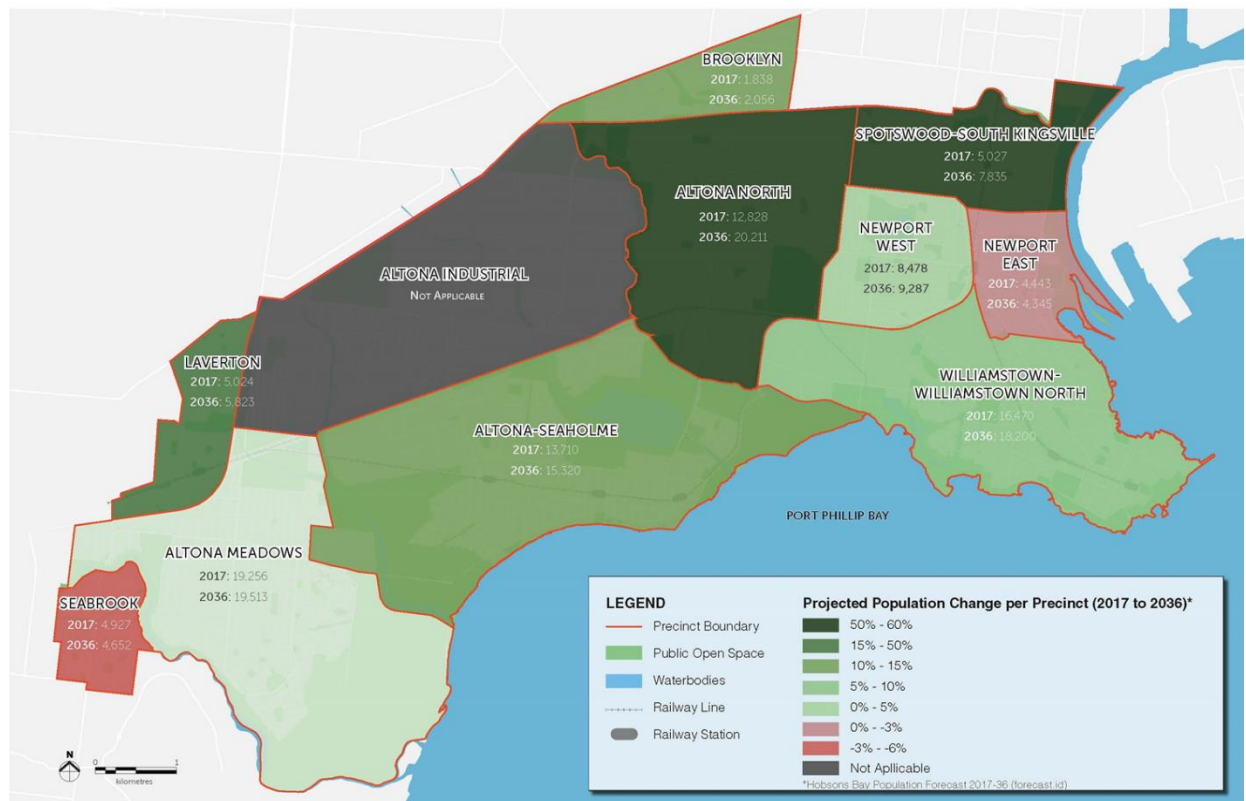 BROOKLYN
2017: 1,838
2036: 2,056
SPOTSWOOD-SOUTH KINGSVILLE
2017: 5,027
2036: 7,835
ALTONA NORTH
2017: 12,828
2036: 20,211
NEWPORT
WEST
2017: 8,478
2036: 9,287
NEWPORT
EAST
2017: 4,443
2036: 4,345
ALTONA INDUSTRIAL
NOT APPLICABLE
LAVERTON
2017: 5,024
2036: 5,823
WILLIAMSTOWN-
WILLIAMSTOWN NORTH
2017: 16,470
2036: 18,200
ALTONA-SEAHOLME
2017: 13,710
2036: 15,320
PORT PHILLIP BAY
ALTONA MEADOWS
2017: 19,256
2036: 19,513
SEABROOK
2017: 4,927
2036: 4,652
N
0 1
kilometres
LEGEND
Precinct Boundary
Public Open Space
Waterbodies
Railway Line
Railway Station
Projected Population Change per Precinct (2017 to 2036)*
50% - 60%
15% - 50%
10% - 15%
5% - 10%
0% - 5%
0% - -3%
-3% - -6%
Not Apllicable
*Hobsons Bay Population Forecast 2017-36 (forecast.id)